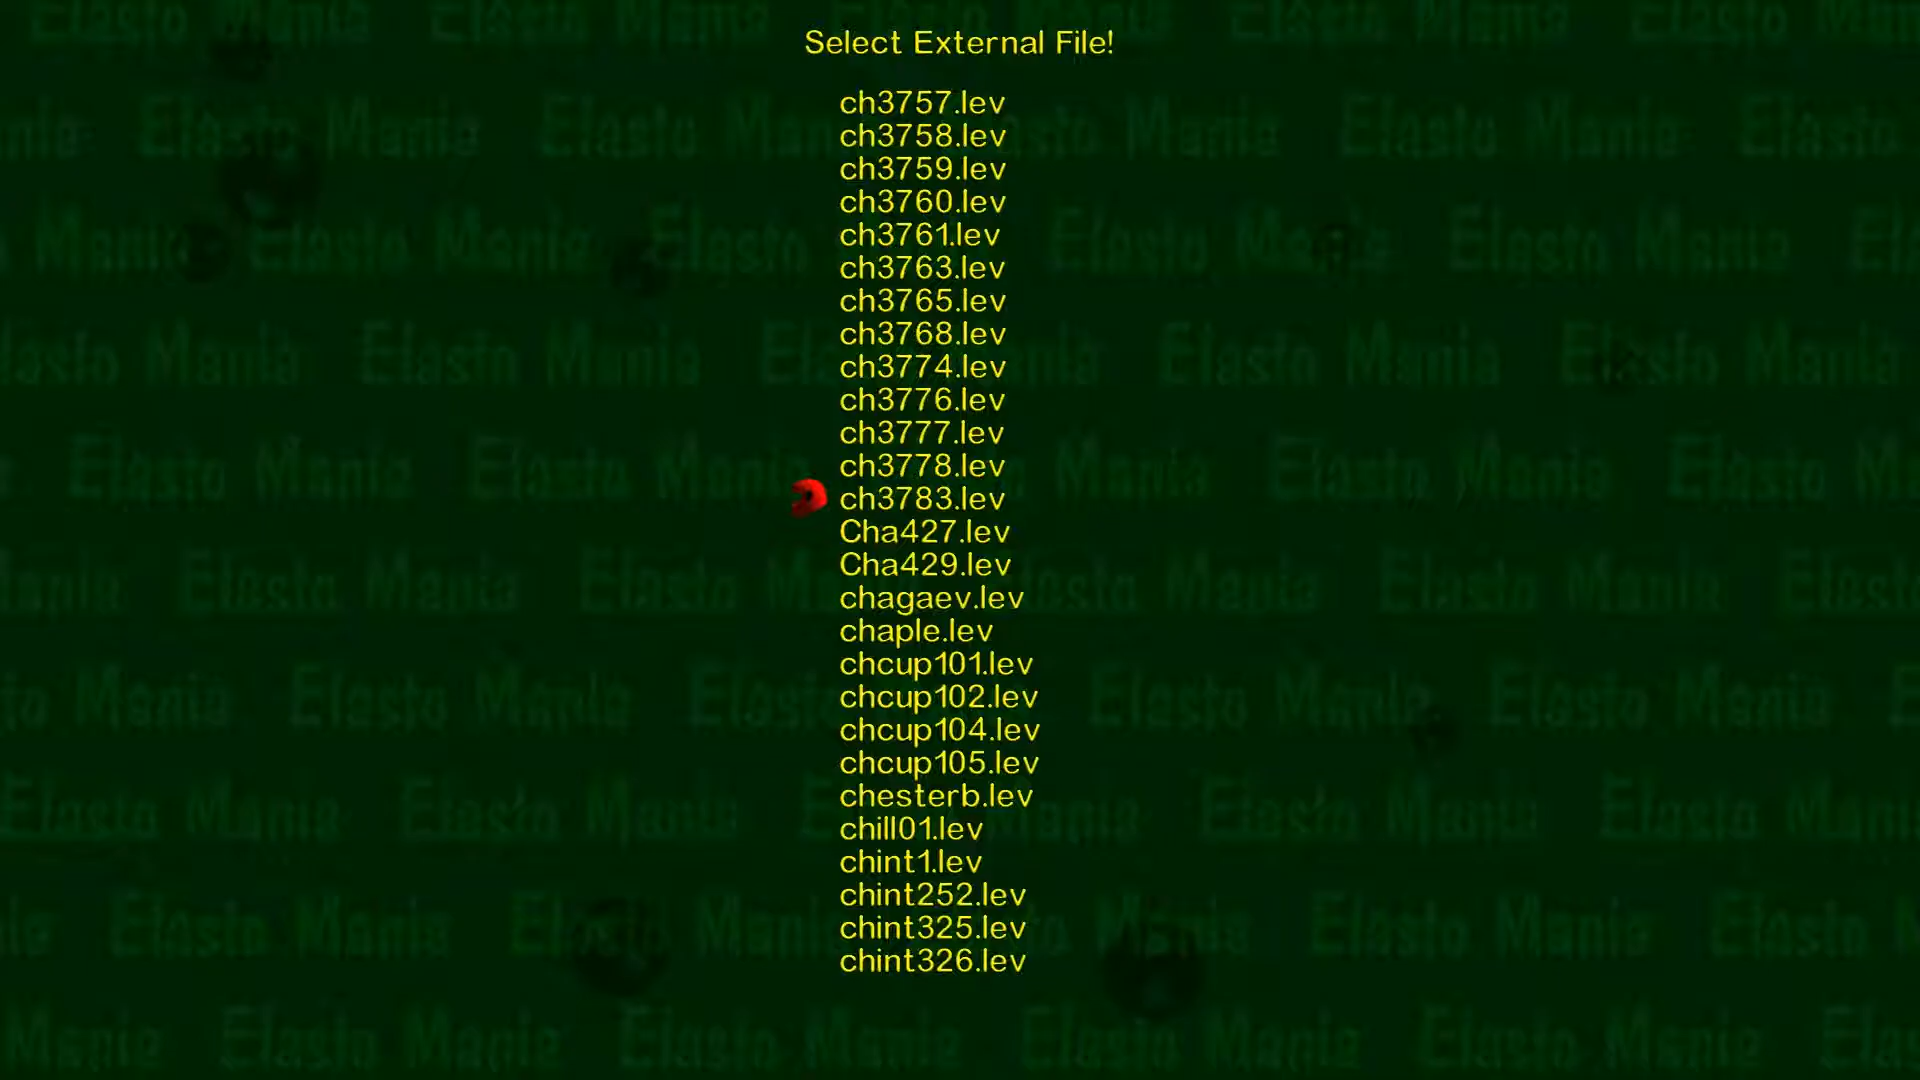 Select External File!
ch3757.lev
ch3758.lev
ch3759.lev
ch3760.lev
ch3761.lev
ch3763.lev
ch3765.lev
ch3768.lev
ch3774.lev
ch3776.lev
ch3777.lev
ch3778.lev
ch3783.lev
Cha427.lev
Cha429.lev
chagaev.lev
chaple.lev
chcup101.lev
chcup102.lev
chcup104.lev
chcup105.lev
chesterb.lev
chill01.lev
chint1.lev
chint252.lev
chint325.lev
chint326.lev